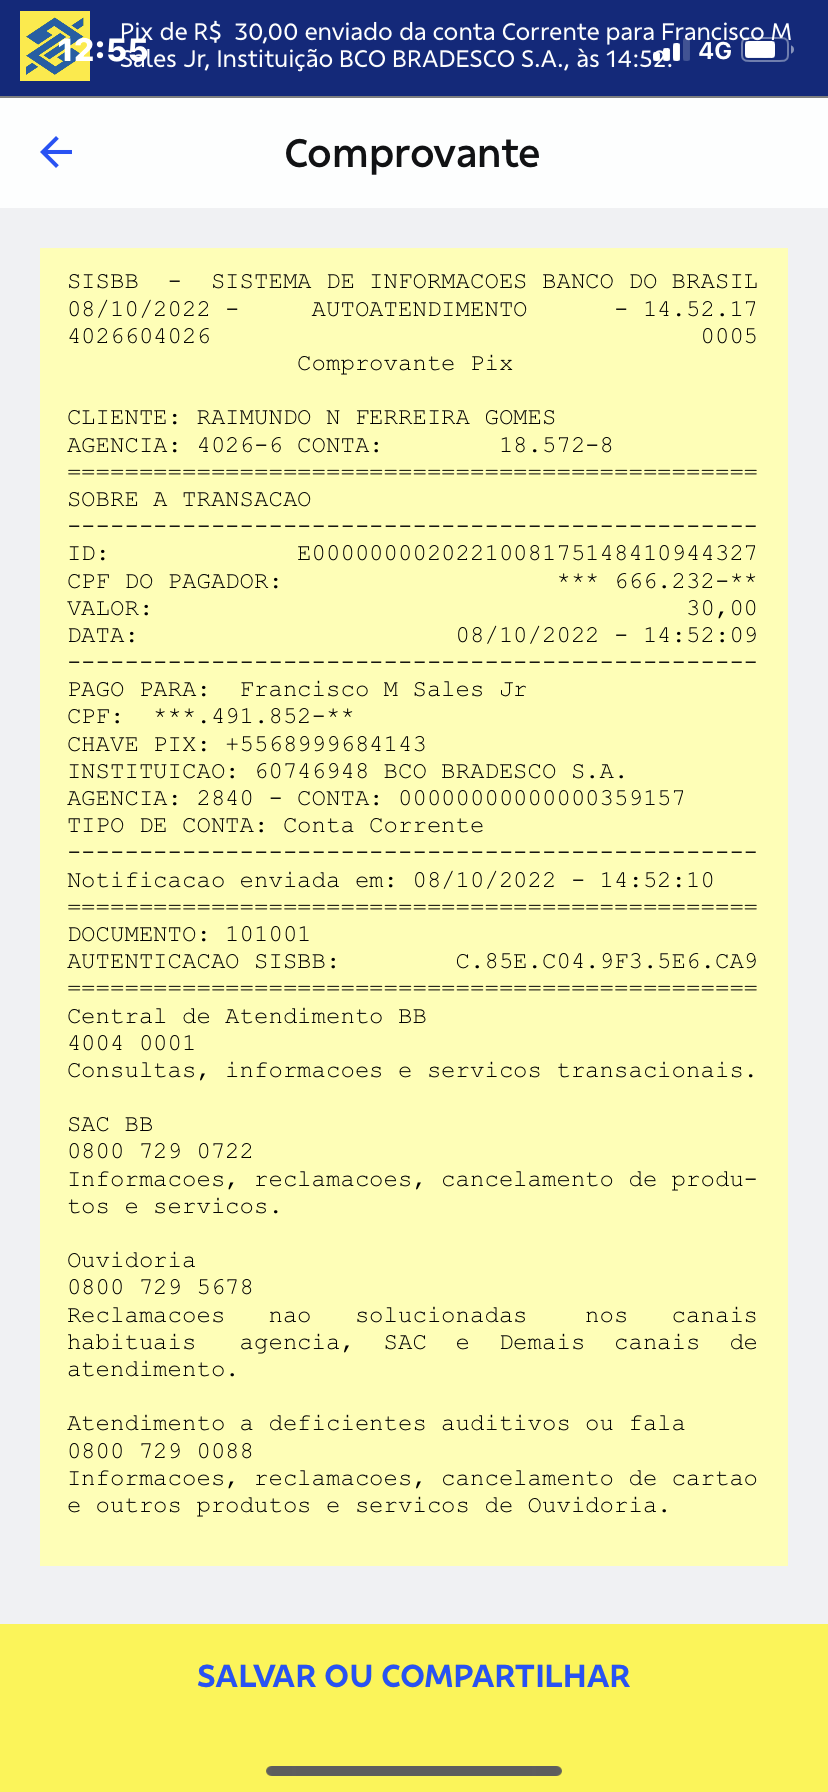 Pix de R$  30,00 enviado da conta Corrente para Francisco M
Sales Jr, Instituição BCO BRADESCO S.A., às 14:52.
12:55
4G
Comprovante
SISBB  -  SISTEMA DE INFORMACOES BANCO DO BRASIL
08/10/2022 -     AUTOATENDIMENTO      - 14.52.17
4026604026                                  0005
Comprovante Pix
CLIENTE: RAIMUNDO N FERREIRA GOMES
AGENCIA: 4026-6 CONTA:        18.572-8
================================================
SOBRE A TRANSACAO
------------------------------------------------
ID:             E0000000020221008175148410944327
CPF DO PAGADOR:                   *** 666.232-**
VALOR:                                     30,00
DATA:                      08/10/2022 - 14:52:09
------------------------------------------------
PAGO PARA:  Francisco M Sales Jr
CPF:  ***.491.852-**
CHAVE PIX: +5568999684143
INSTITUICAO: 60746948 BCO BRADESCO S.A.
AGENCIA: 2840 - CONTA: 00000000000000359157
TIPO DE CONTA: Conta Corrente
------------------------------------------------
Notificacao enviada em: 08/10/2022 - 14:52:10
================================================
DOCUMENTO: 101001
AUTENTICACAO SISBB:        C.85E.C04.9F3.5E6.CA9
================================================
Central de Atendimento BB
4004 0001
Consultas, informacoes e servicos transacionais.
SAC BB
0800 729 0722
Informacoes, reclamacoes, cancelamento de produ-
tos e servicos.
Ouvidoria
0800 729 5678
Reclamacoes   nao   solucionadas    nos   canais
habituais   agencia,  SAC  e  Demais  canais  de
atendimento.
Atendimento a deficientes auditivos ou fala
0800 729 0088
Informacoes, reclamacoes, cancelamento de cartao
e outros produtos e servicos de Ouvidoria.
SALVAR OU COMPARTILHAR